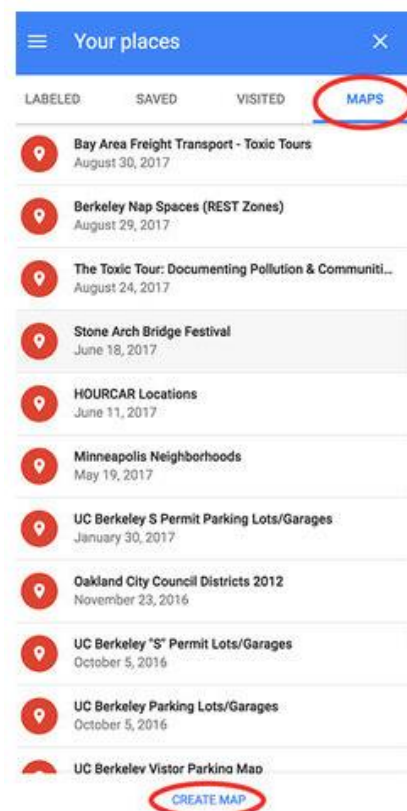 Your places
LABELED SAVED VISITED MAPS
Bay Area Freight Transport - Toxic Tours
August 30, 2017
Berkeley Nap Spaces (REST Zones)
August 29, 2017
The Toxic Tour: Documenting Pollution & Communiti...
August 24, 2017
Stone Arch Bridge Festival
June 18, 2017
HOURCAR Locations
June 11, 2017
Minneapolis Neighborhoods
May 19, 2017
UC Berkeley S Permit Parking Lots/Garages
January 30, 2017
Oakland City Council Districts 2012
November 23, 2016
UC Berkeley "S" Permit Lots/Garages
October 5, 2016
UC Berkeley Parking Lots/Garages
October 5, 2016
UC Berkeley Vistor Parking Map
CREATE MAP